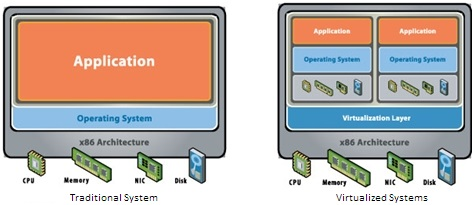 Application
Operating System
x86 Architecture
CPU
Memory
NIC
Disk
Traditional System
Application
Application
Operating System
Operating System
Virtualization Layer
x86 Architecture
CPU
Memory
NIC
Disk
Virtualized Systems